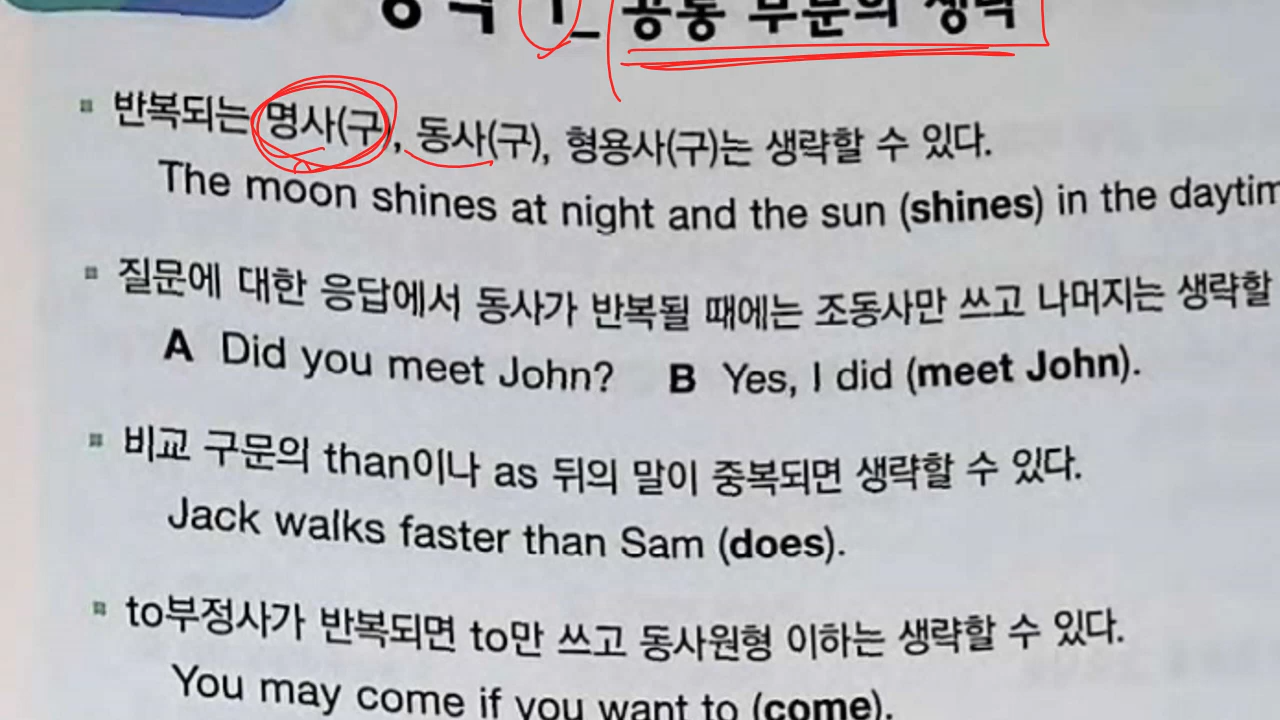 공통 부분의 생략
▪ 반복되는 명사(구), 동사(구), 형용사(구)는 생략할 수 있다.
The moon shines at night and the sun (shines) in the
▪ 질문에 대한 응답에서 동사가 반복될 때에는 조동사만 쓰고 나머지는 생략할
A Did you meet John? B Yes, I did (meet John).
▪ 비교 구문의 than이나 as 뒤의 말이 중복되면 생략할 수 있다.
Jack walks faster than Sam (does).
▪ to부정사가 반복되면 to만 쓰고 동사원형 이하는 생략할 수 있다.
You may come if you want to (come).